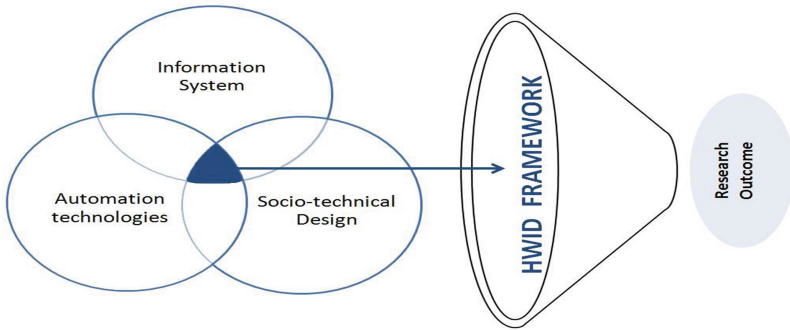 Information
System
Automation
technologies
Socio-technical
Design
HWID FRAMEWORK
Research
Outcome